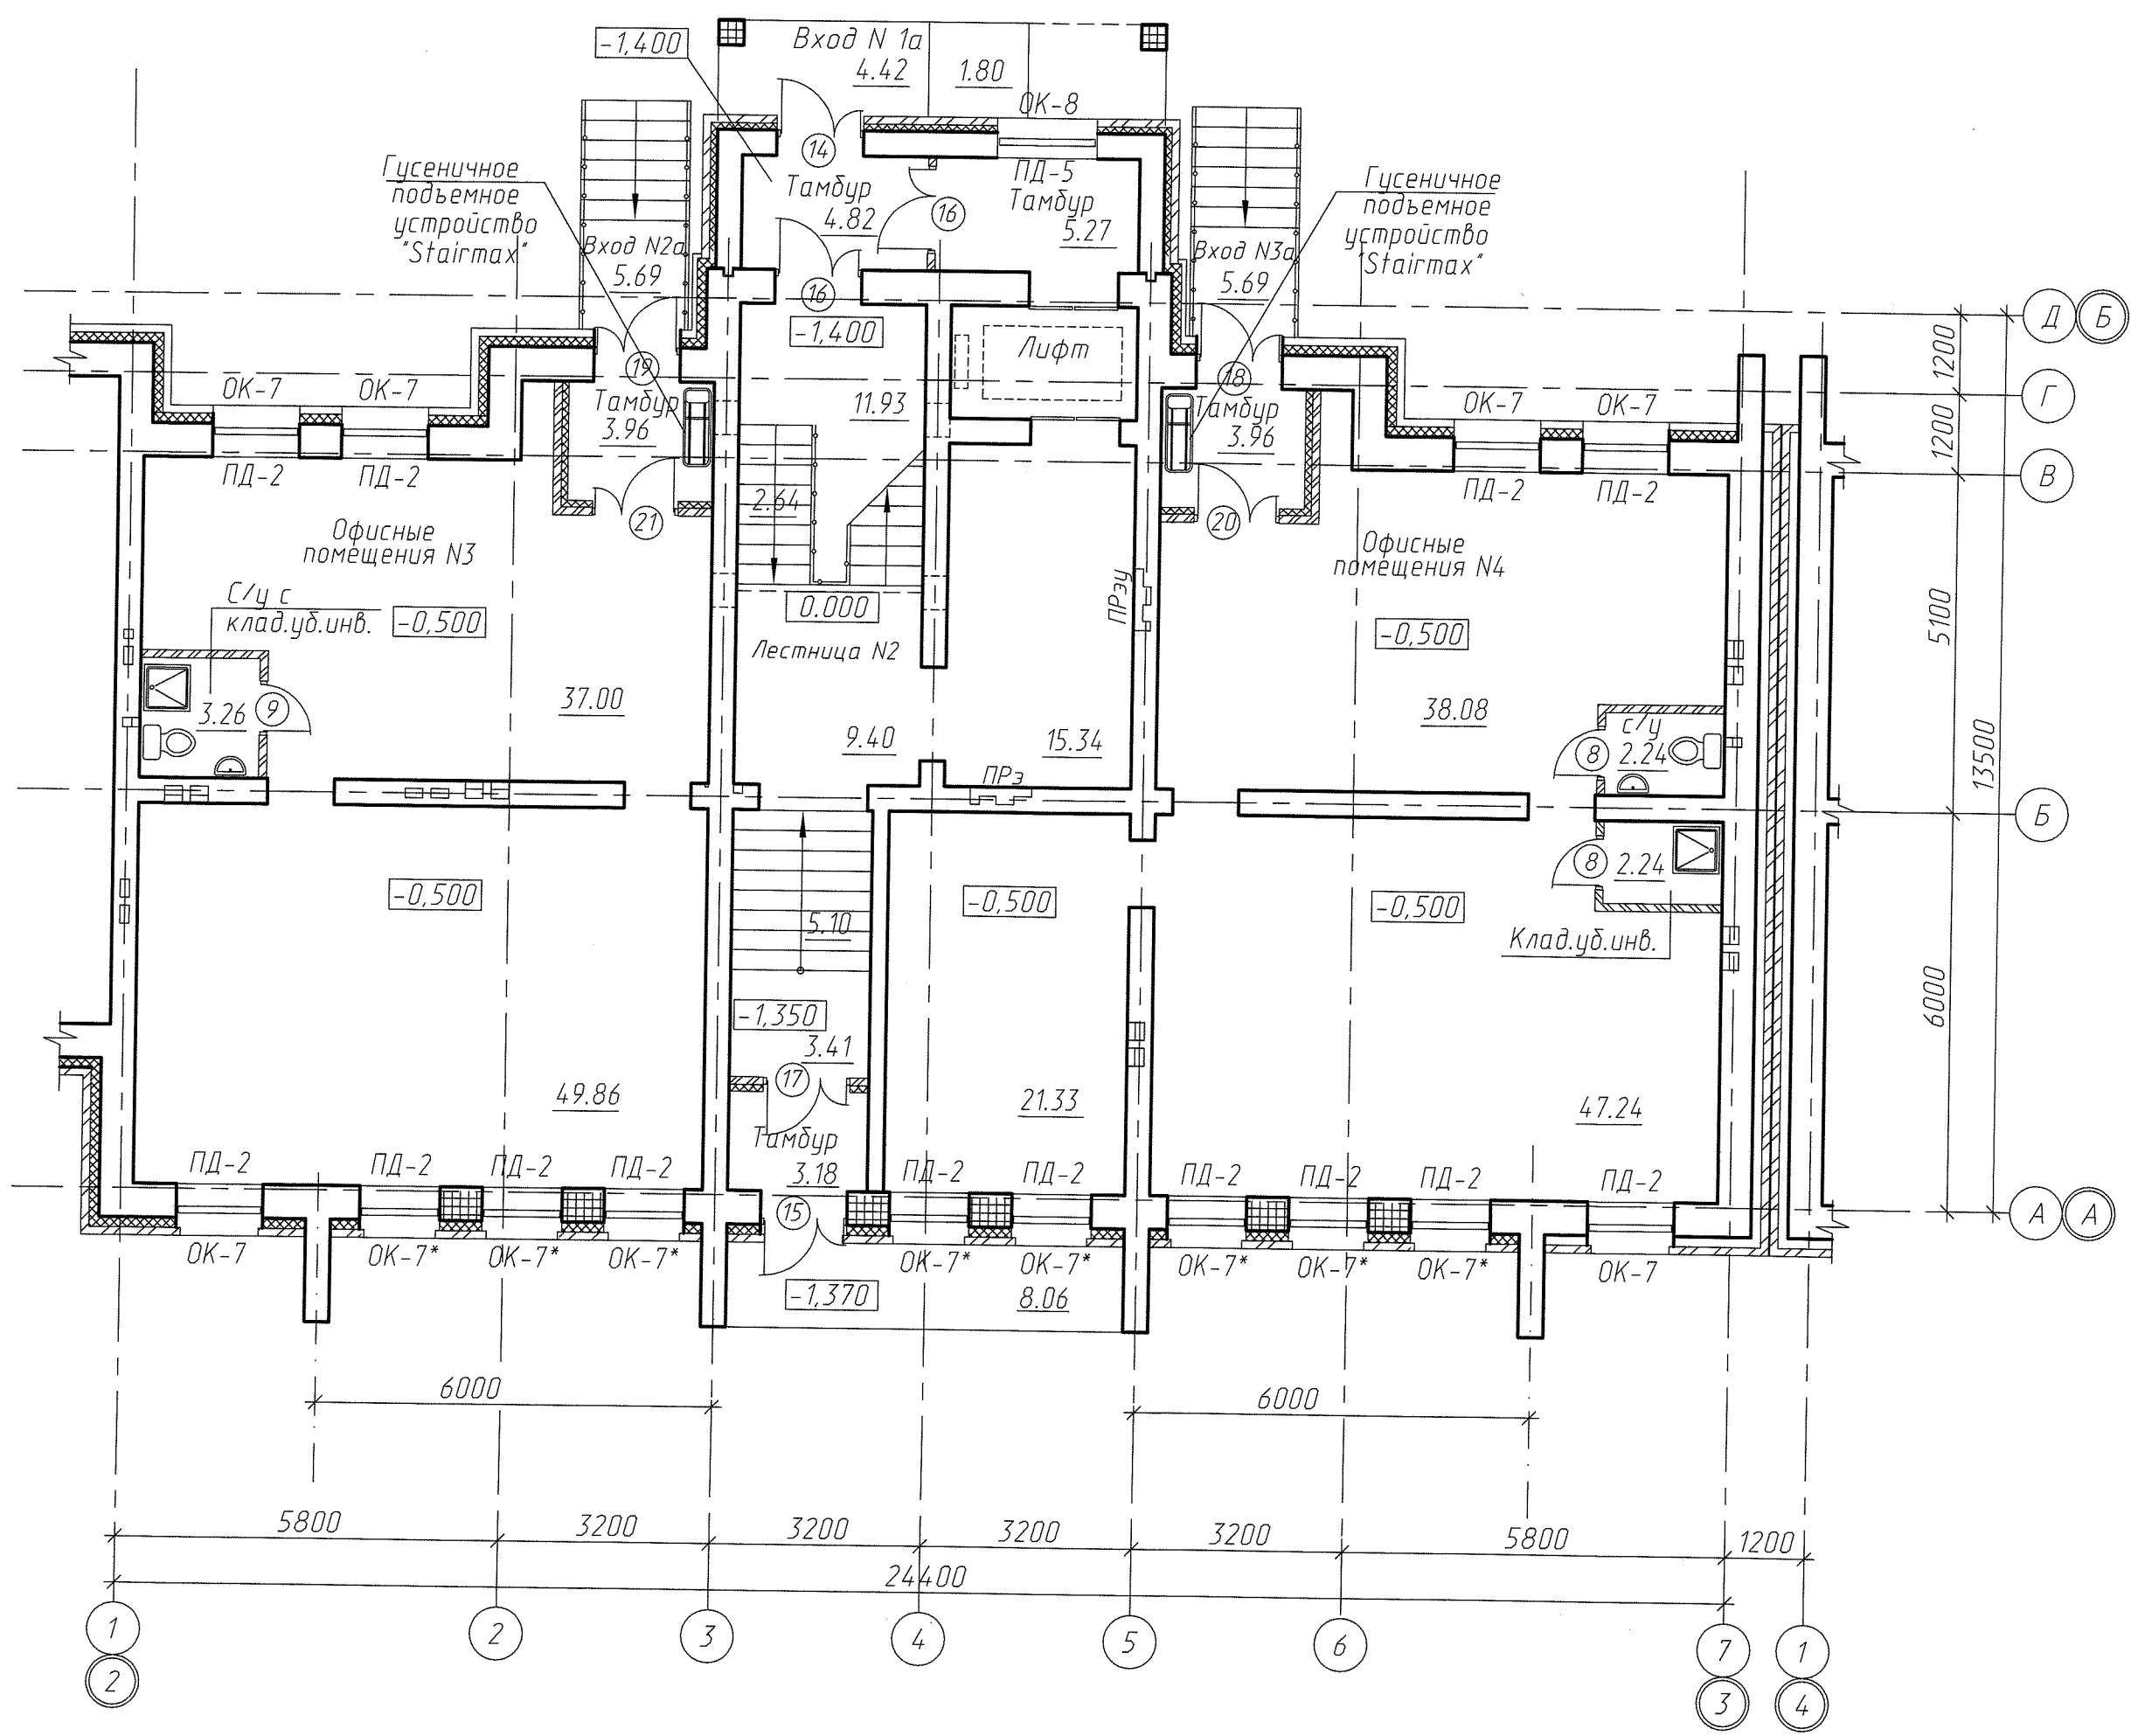 Вход N 1а
-1,400
4.42
1.80
ОК-8
14
Гусеничное
подъемное
устройство
"Stairmax"
Тамбур
4.82
16
ПД-5
Тамбур
5.27
Гусеничное
подъемное
устройство
"Stairmax"
Вход N2а
5.69
Вход N3а
5.69
16
-1,400
Лифт
Д
Б
1200
19
18
ОК-7
ОК-7
Тамбур
3.96
11.93
Тамбур
3.96
ОК-7
ОК-7
Г
1200
ПД-2
ПД-2
21
2.64
20
ПД-2
ПД-2
В
Офисные
помещения N3
Офисные
помещения N4
С/у с
клад.уб.инв.
-0,500
0.000
ПРэу
-0,500
5100
Лестница N2
3.26
9
37.00
9.40
15.34
38.08
с/у
2.24
8
13500
ПРэ
Б
8
2.24
-0,500
5.10
-0,500
-0,500
Клад.уб.инв.
6000
-1,350
3.41
17
49.86
21.33
47.24
Тамбур
3.18
ПД-2
ПД-2
ПД-2
ПД-2
ПД-2
ПД-2
ПД-2
ПД-2
ПД-2
ПД-2
15
А
А
ОК-7
ОК-7*
ОК-7*
ОК-7*
ОК-7*
ОК-7*
ОК-7*
ОК-7*
ОК-7*
ОК-7
-1,370
8.06
6000
6000
5800
3200
3200
3200
3200
5800
1200
24400
1
2
3
4
5
6
7
1
2
3
4